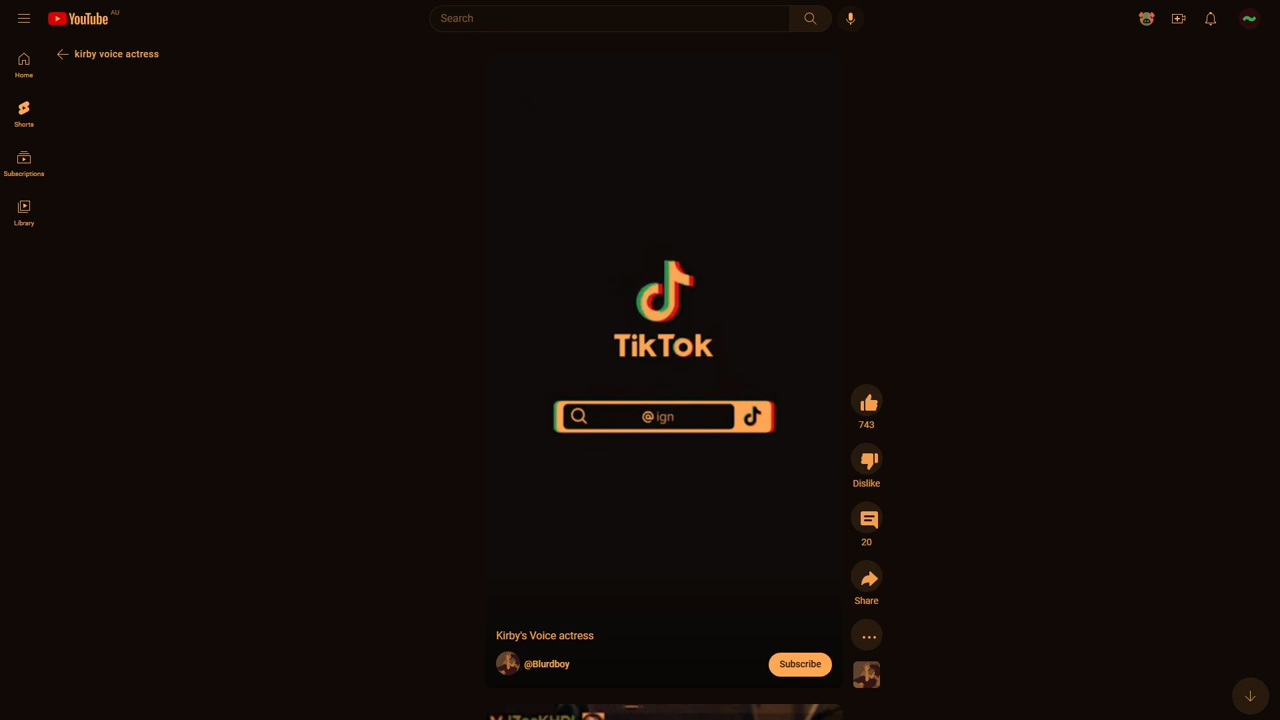 YouTube AU
Search
kirby voice actress
Home
Shorts
Subscriptions
Library
TikTok
@ign
743
Dislike
20
Share
Kirby's Voice actress
@Blurdboy
Subscribe